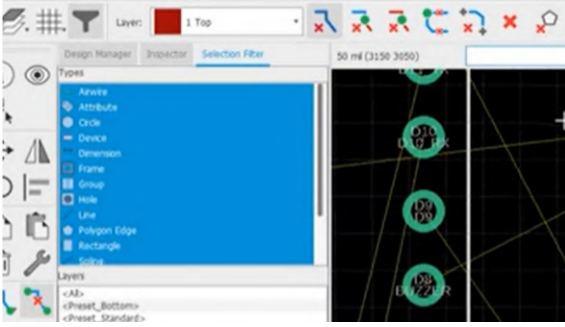 Layer: 1 Top
Design Manager Inspector Selection Filter
50 mil (3150 3050)
Types
Airwire
Attribute
Circle
Device
Dimension
Frame
Group
Hole
Line
Polygon Edge
Rectangle
Spline
Layers
<All>
<Preset_Bottom>
<Preset_Standard>
D10
D10_RX
D9
D9
D8
BUZZER